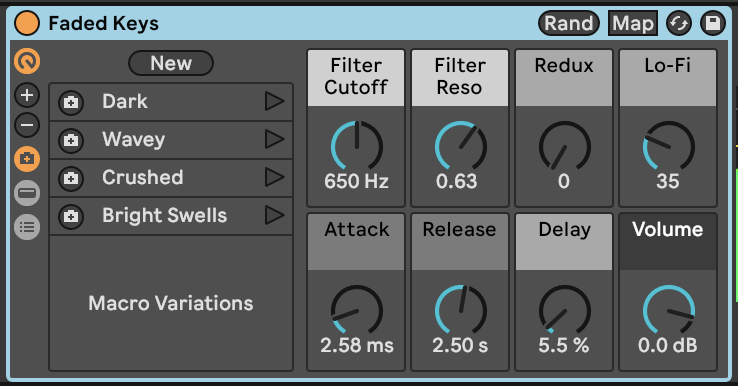 Faded Keys
Rand
Map
New
Dark
Wavey
Crushed
Bright Swells
Macro Variations
Filter
Cutoff
650 Hz
Filter
Reso
0.63
Redux
0
Lo-Fi
35
Attack
2.58 ms
Release
2.50 s
Delay
5.5 %
Volume
0.0 dB